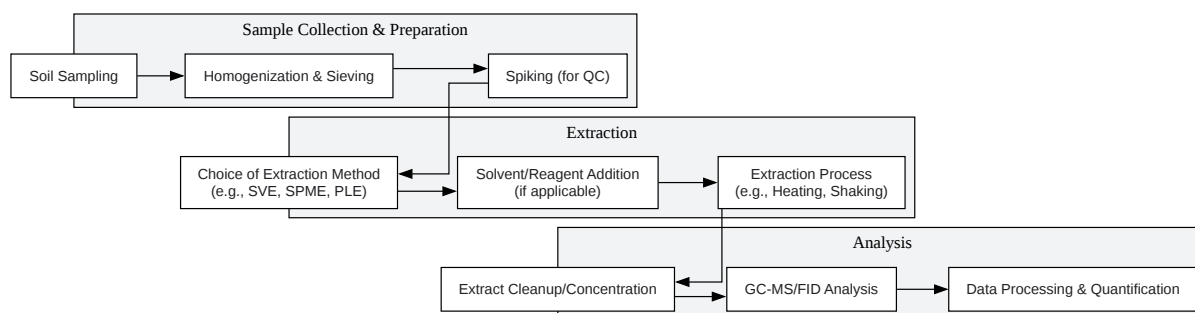 Sample Collection & Preparation
Soil Sampling
Homogenization & Sieving
Spiking (for QC)
Extraction
Choice of Extraction Method
(e.g., SVE, SPME, PLE)
Solvent/Reagent Addition
(if applicable)
Extraction Process
(e.g., Heating, Shaking)
Analysis
Extract Cleanup/Concentration
GC-MS/FID Analysis
Data Processing & Quantification